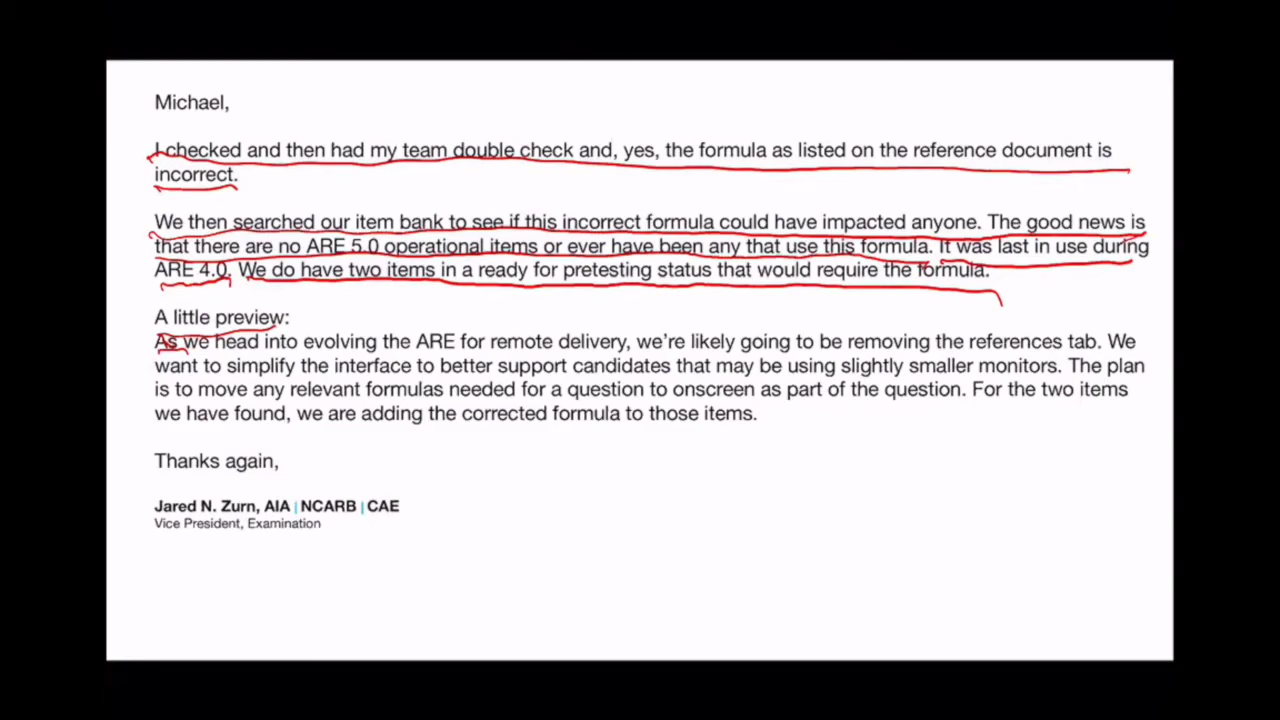 Michael,
I checked and then had my team double check and, yes, the formula as listed on the reference document is
incorrect.
We then searched our item bank to see if this incorrect formula could have impacted anyone. The good news is
that there are no ARE 5.0 operational items or ever have been any that use this formula. It was last in use during
ARE 4.0. We do have two items in a ready for pretesting status that would require the formula.
A little preview:
As we head into evolving the ARE for remote delivery, we're likely going to be removing the references tab. We
want to simplify the interface to better support candidates that may be using slightly smaller monitors. The plan
is to move any relevant formulas needed for a question to onscreen as part of the question. For the two items
we have found, we are adding the corrected formula to those items.
Thanks again,
Jared N. Zurn, AIA | NCARB | CAE
Vice President, Examination